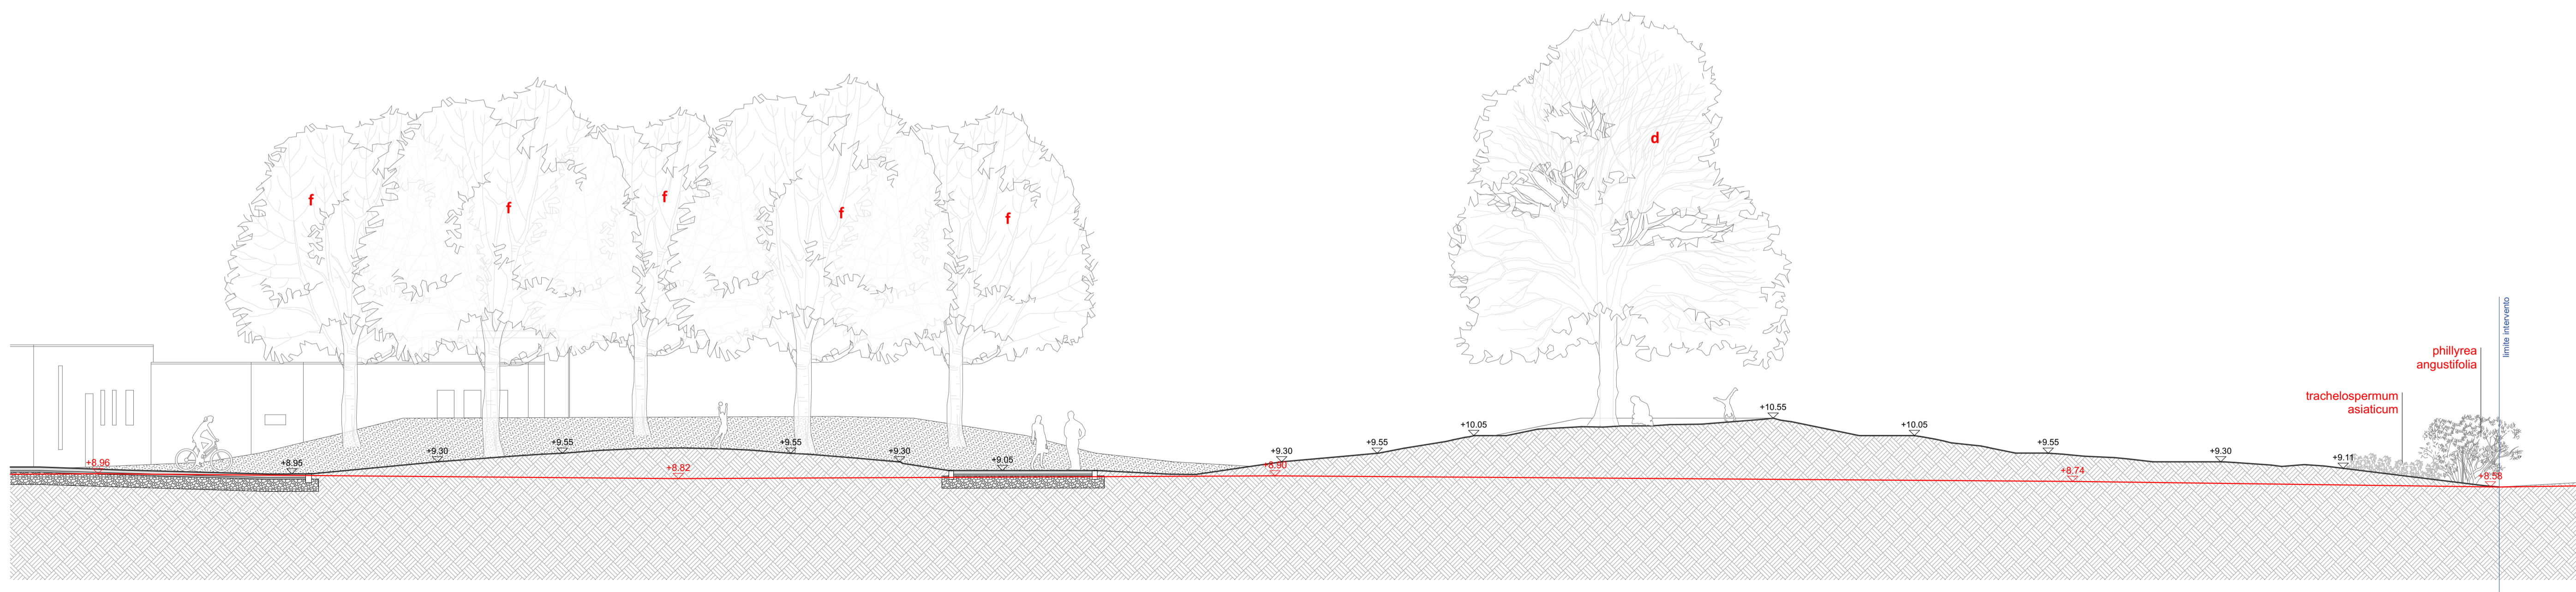 d
f
f
f
f
f
limite intervento
phillyrea
angustifolia
trachelospermum
asiaticum
+8.96
+8.95
+9.30
+9.55
+8.82
+9.55
+9.30
+9.05
+9.30
+8.90
+9.55
+10.05
+10.55
+10.05
+9.55
+8.74
+9.30
+9.11
+8.58